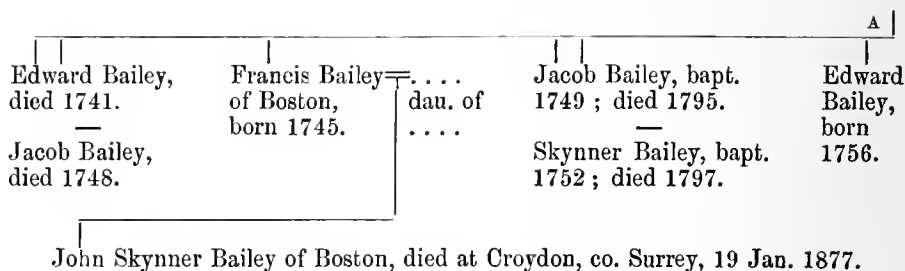 A
Edward Bailey,
died 1741.
—
Jacob Bailey,
died 1748.
Francis Bailey=....
of Boston,
born 1745.
dau. of
....
Jacob Bailey, bapt.
1749 ; died 1795.
—
Skynner Bailey, bapt.
1752 ; died 1797.
Edward
Bailey,
born
1756.
John Skynner Bailey of Boston, died at Croydon, co. Surrey, 19 Jan. 1877.